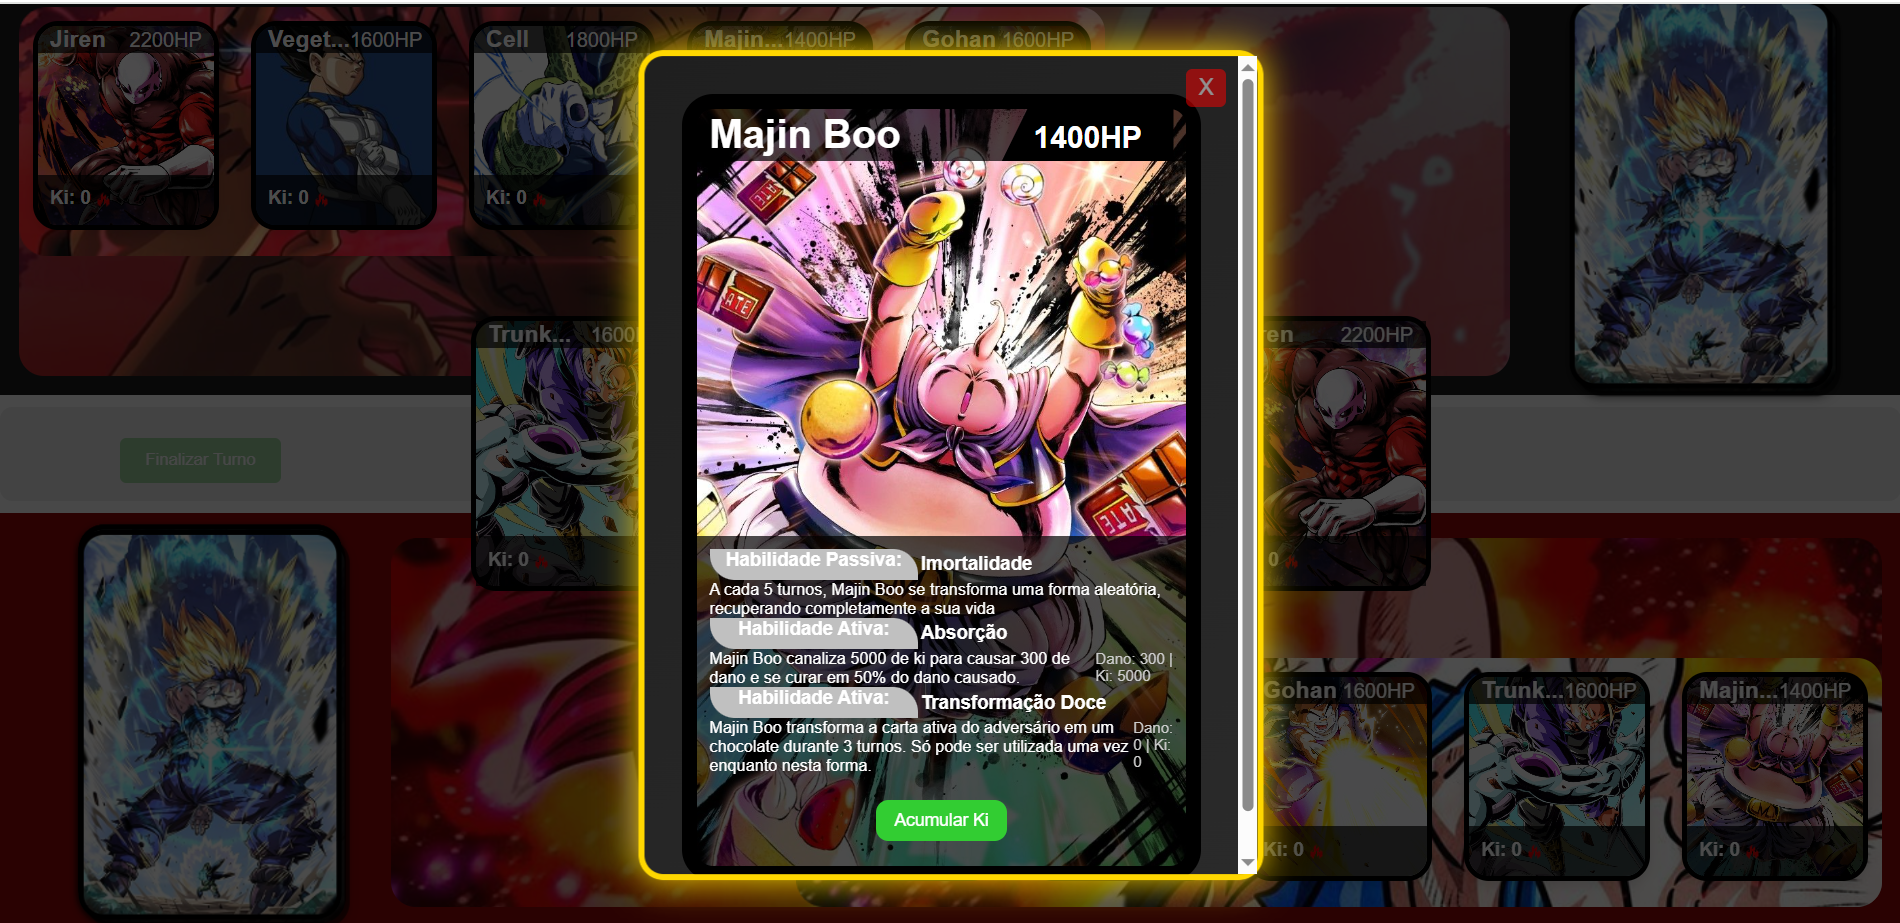 Jiren 2200HP
Veget...1600HP
Cell 1800HP
Majin...1400HP
Gohan 1600HP
Ki: 0
Ki: 0
Ki: 0
X
Majin Boo 1400HP
ATE
ATE
Habilidade Passiva: Imortalidade
A cada 5 turnos, Majin Boo se transforma uma forma aleatória,
recuperando completamente a sua vida
Habilidade Ativa: Absorção
Majin Boo canaliza 5000 de ki para causar 300 de
dano e se curar em 50% do dano causado.
Dano: 300 |
Ki: 5000
Habilidade Ativa: Transformação Doce
Majin Boo transforma a carta ativa do adversário em um
chocolate durante 3 turnos. Só pode ser utilizada uma vez
enquanto nesta forma.
Dano:
0 | Ki:
0
Acumular Ki
Trunk... 1600
Ki: 0
ren 2200HP
0
Finalizar Turno
Gohan 1600HP
Trunk...1600HP
Majin...1400HP
Ki: 0
Ki: 0
Ki: 0